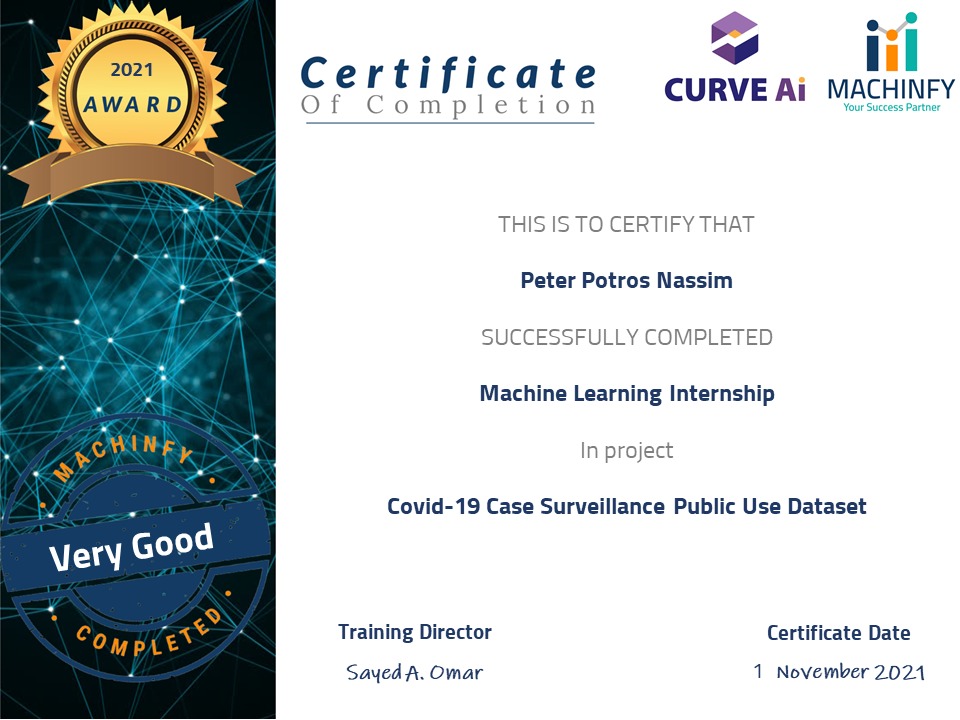 2021
AWARD
Certificate
Of Completion
CURVE Ai
MACHINFY
Your Success Partner
THIS IS TO CERTIFY THAT
Peter Potros Nassim
SUCCESSFULLY COMPLETED
Machine Learning Internship
In project
Covid-19 Case Surveillance Public Use Dataset
MACHINFY
Very Good
COMPLETED
Training Director
Sayed A. Omar
Certificate Date
1 November 2021